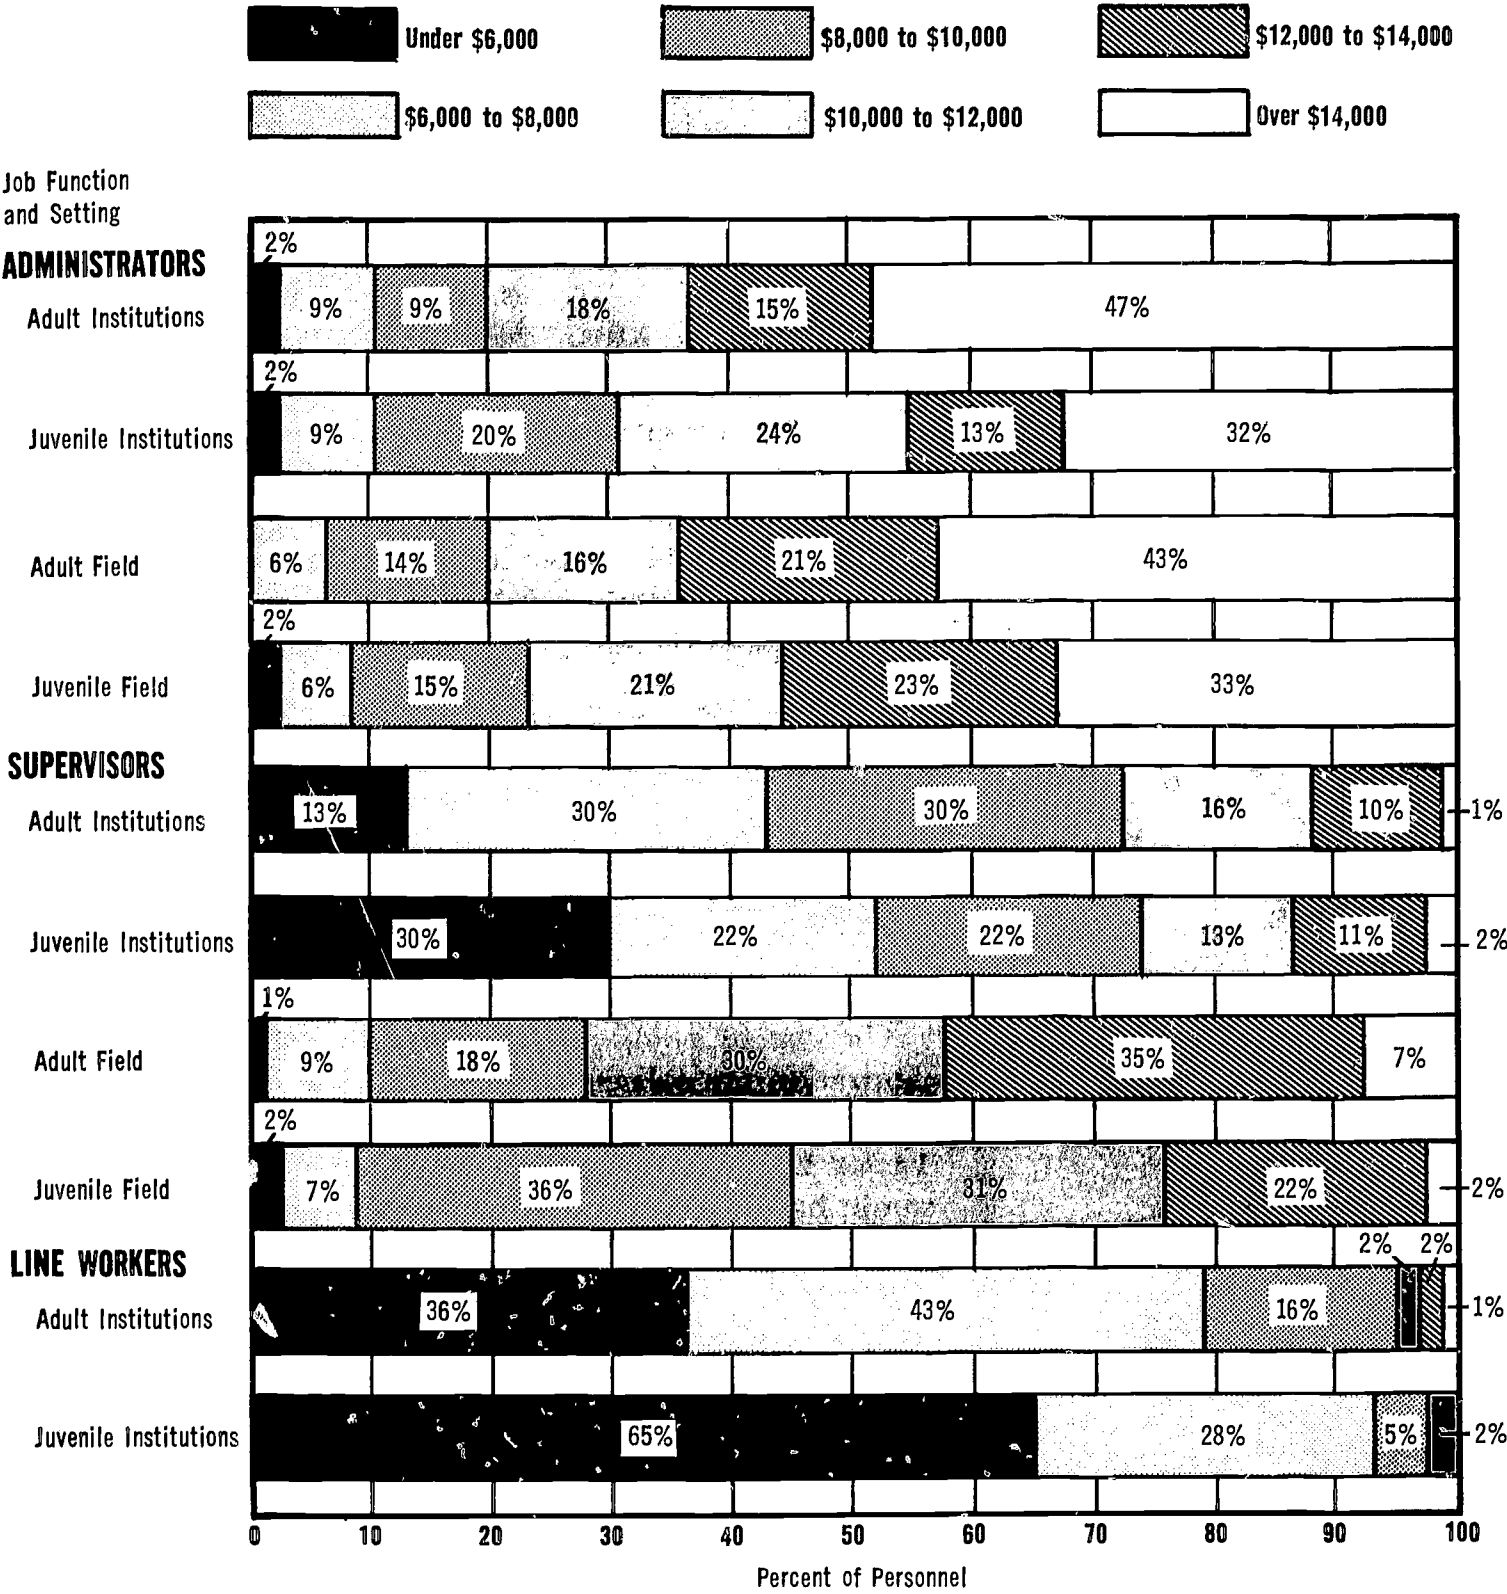 Under $6,000
$8,000 to $10,000
$12,000 to $14,000
$6,000 to $8,000
$10,000 to $12,000
Over $14,000
Job Function
and Setting
ADMINISTRATORS
2%
Adult Institutions
9% 9% 18% 15% 47%
2%
Juvenile Institutions
9% 20% 24% 13% 32%
Adult Field
6% 14% 16% 21% 43%
2%
Juvenile Field
6% 15% 21% 23% 33%
SUPERVISORS
Adult Institutions
13% 30% 30% 16% 10% 1%
Juvenile Institutions
30% 22% 22% 13% 11% 2%
1%
Adult Field
9% 18% 30% 35% 7%
2%
Juvenile Field
7% 36% 31% 22% 2%
LINE WORKERS
2% 2%
Adult Institutions
36% 43% 16% 1%
Juvenile Institutions
65% 28% 5% 2%
0 10 20 30 40 50 60 70 80 90 100
Percent of Personnel